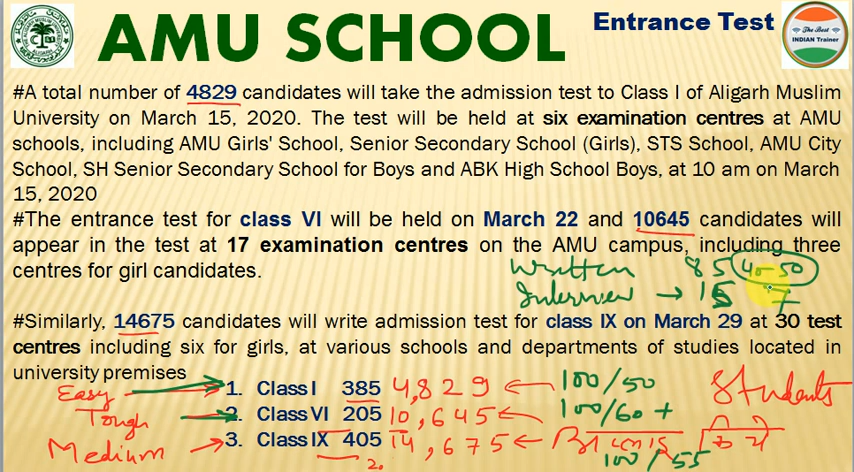 AMU SCHOOL
Entrance Test
The Best
INDIAN Trainer
#A total number of 4829 candidates will take the admission test to Class I of Aligarh Muslim
University on March 15, 2020. The test will be held at six examination centres at AMU
schools, including AMU Girls' School, Senior Secondary School (Girls), STS School, AMU City
School, SH Senior Secondary School for Boys and ABK High School Boys, at 10 am on March
15, 2020
#The entrance test for class VI will be held on March 22 and 10645 candidates will
appear in the test at 17 examination centres on the AMU campus, including three
centres for girl candidates.
Written 85 40-50
Interview → 15 7
#Similarly, 14675 candidates will write admission test for class IX on March 29 at 30 test
centres including six for girls, at various schools and departments of studies located in
university premises
Easy → 1. Class I 385 4,829 ← 100/50 Students
Tough → 2. Class VI 205 10,645 ← 100/60 +
Medium → 3. Class IX 405 14,675 ←
100/55